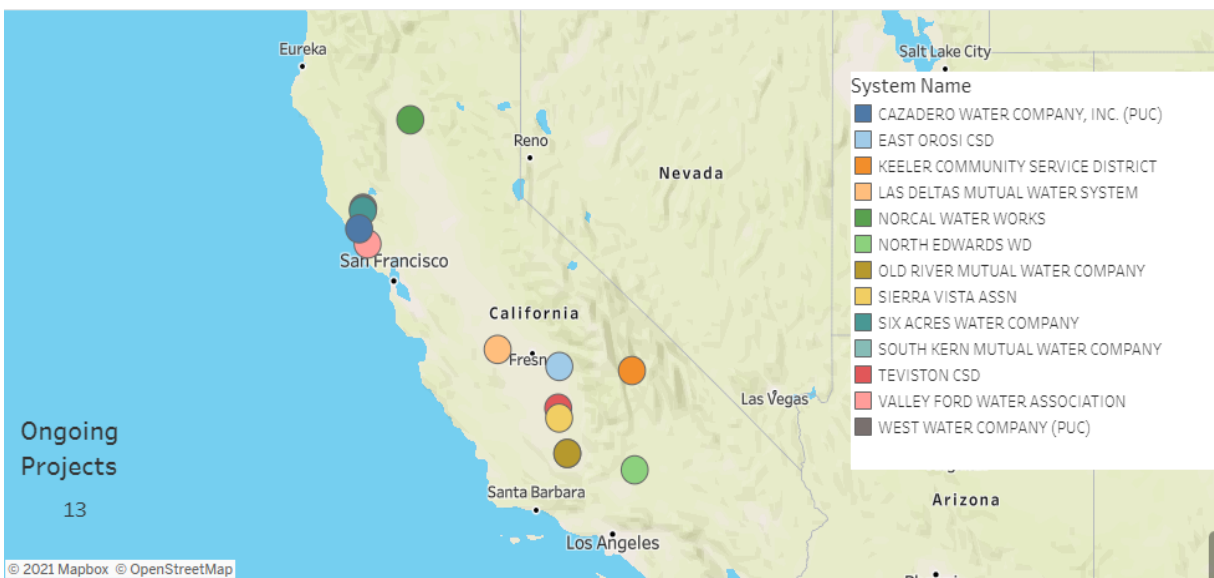 Eureka
Salt Lake City
Reno
Nevada
San Francisco
California
Fresn
Las Vegas
Santa Barbara
Los Angeles
Arizona
System Name
CAZADERO WATER COMPANY, INC. (PUC)
EAST OROSI CSD
KEELER COMMUNITY SERVICE DISTRICT
LAS DELTAS MUTUAL WATER SYSTEM
NORCAL WATER WORKS
NORTH EDWARDS WD
OLD RIVER MUTUAL WATER COMPANY
SIERRA VISTA ASSN
SIX ACRES WATER COMPANY
SOUTH KERN MUTUAL WATER COMPANY
TEVISTON CSD
VALLEY FORD WATER ASSOCIATION
WEST WATER COMPANY (PUC)
Ongoing
Projects
13
© 2021 Mapbox © OpenStreetMap